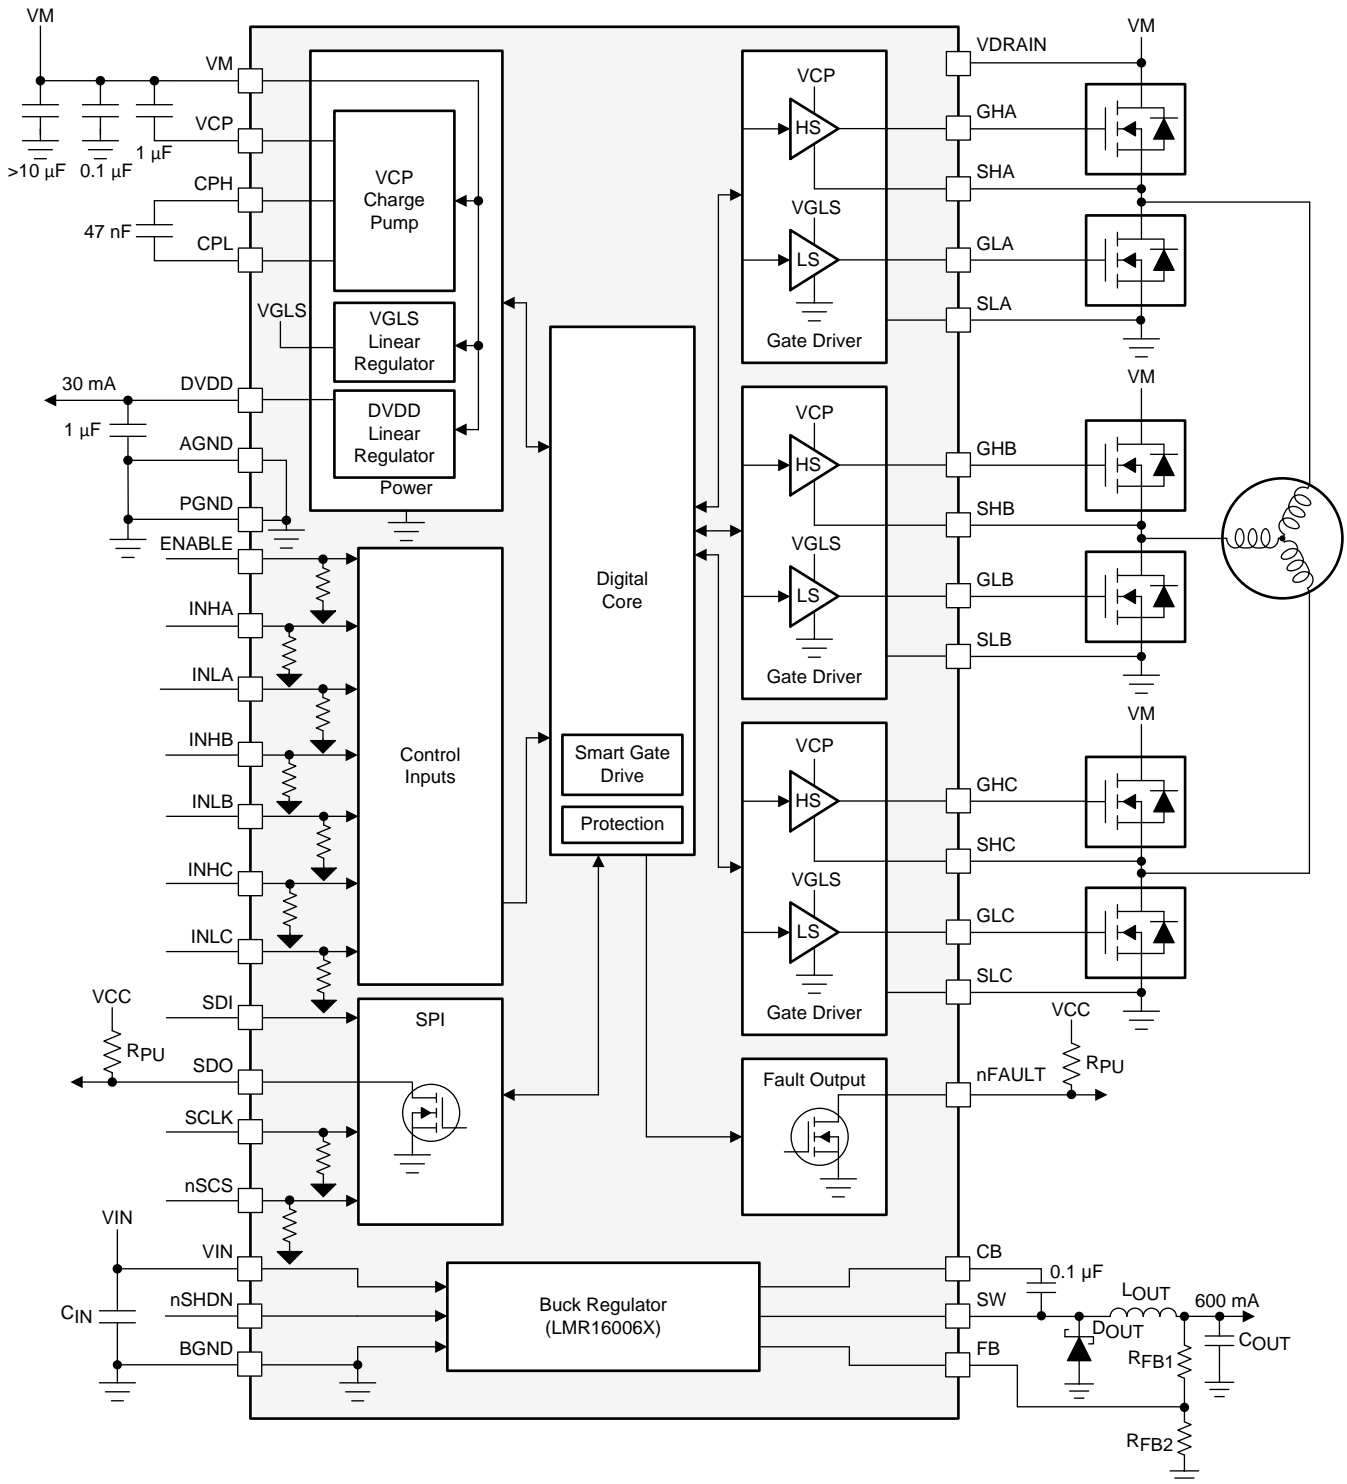 VM
VM
VCP
>10 µF
0.1 µF
1 µF
CPH
47 nF
CPL
VCP
Charge
Pump
VGLS
VGLS
Linear
Regulator
30 mA
DVDD
1 µF
DVDD
Linear
Regulator
AGND
Power
PGND
ENABLE
INHA
INLA
INHB
INLB
INHC
INLC
Control
Inputs
SDI
VCC
RPU
SDO
SCLK
nSCS
SPI
VIN
VIN
CIN
nSHDN
BGND
Buck Regulator
(LMR16006X)
Digital
Core
Smart Gate
Drive
Protection
VCP
HS
VGLS
LS
Gate Driver
VCP
HS
VGLS
LS
Gate Driver
VCP
HS
VGLS
LS
Gate Driver
Fault Output
VDRAIN
VM
GHA
SHA
GLA
SLA
VM
GHB
SHB
GLB
SLB
VM
GHC
SHC
GLC
SLC
VCC
RPU
nFAULT
CB
0.1 µF
SW
LOUT
600 mA
DOUT
COUT
FB
RFB1
RFB2